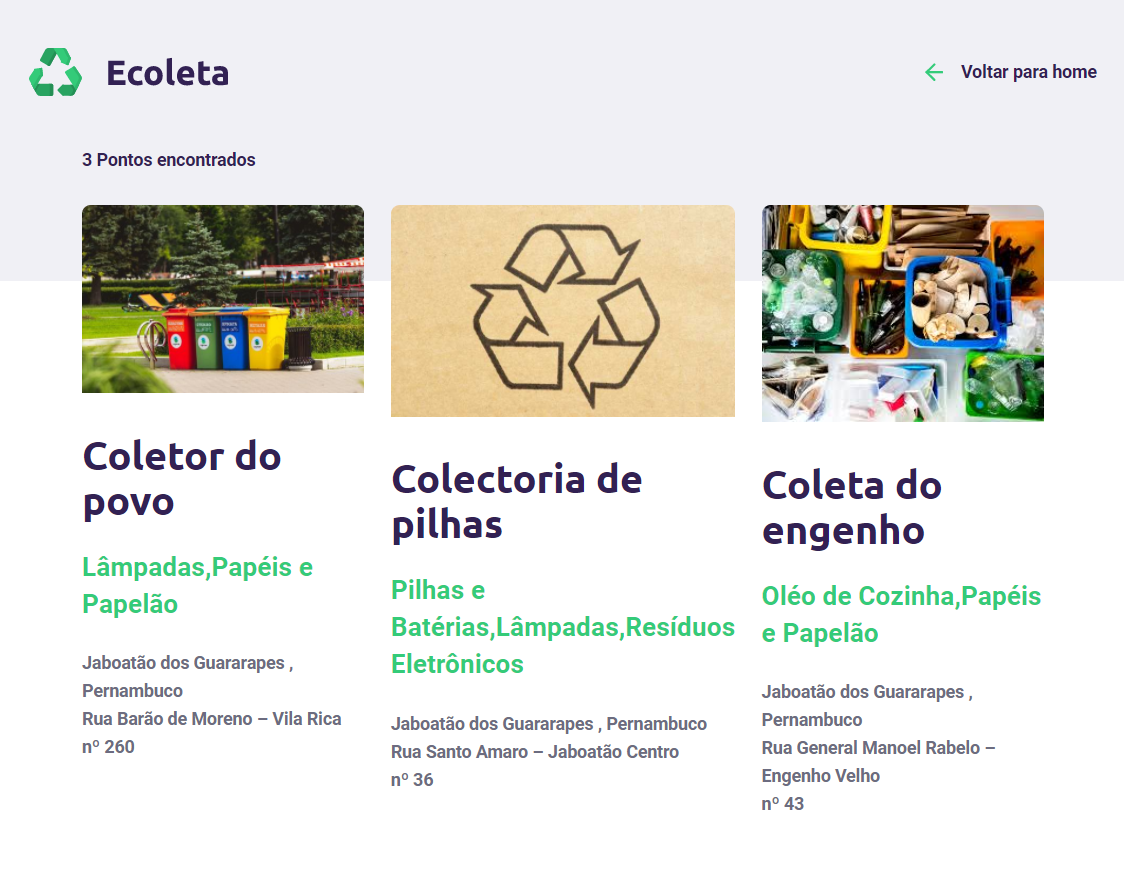 Ecoleta
Voltar para home
3 Pontos encontrados
Coletor do
povo
Lâmpadas,Papéis e
Papelão
Jaboatão dos Guararapes ,
Pernambuco
Rua Barão de Moreno – Vila Rica
nº 260
Colectoria de
pilhas
Pilhas e
Batérias,Lâmpadas,Resíduos
Eletrônicos
Jaboatão dos Guararapes , Pernambuco
Rua Santo Amaro – Jaboatão Centro
nº 36
Coleta do
engenho
Oléo de Cozinha,Papéis
e Papelão
Jaboatão dos Guararapes ,
Pernambuco
Rua General Manoel Rabelo –
Engenho Velho
nº 43